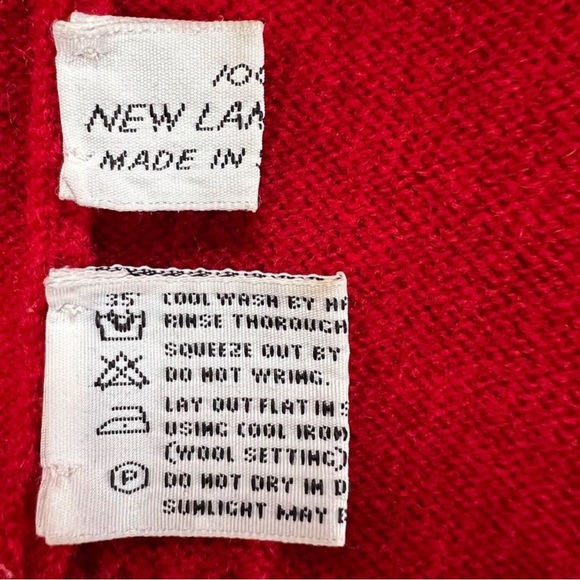 100
NEW LAM
MADE IN S
35° COOL WASH BY HA
RINSE THOROUGH
SQUEEZE OUT BY
DO NOT WRING.
LAY OUT FLAT IN S
USING COOL IRON
(WOOL SETTING)
P DO NOT DRY IN D
SUNLIGHT MAY B